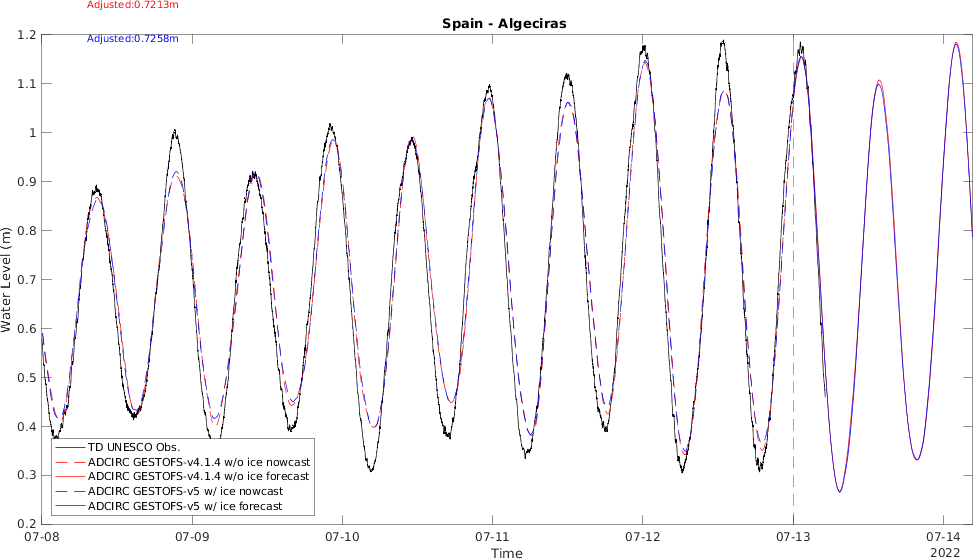 Adjusted:0.7213m
Spain - Algeciras
Adjusted:0.7258m
1.2
1.1
1
0.9
0.8
0.7
0.6
0.5
0.4
0.3
0.2
Water Level (m)
TD UNESCO Obs.
ADCIRC GESTOFS-v4.1.4 w/o ice nowcast
ADCIRC GESTOFS-v4.1.4 w/o ice forecast
ADCIRC GESTOFS-v5 w/ ice nowcast
ADCIRC GESTOFS-v5 w/ ice forecast
07-08 07-09 07-10 07-11 07-12 07-13 07-14
Time
2022